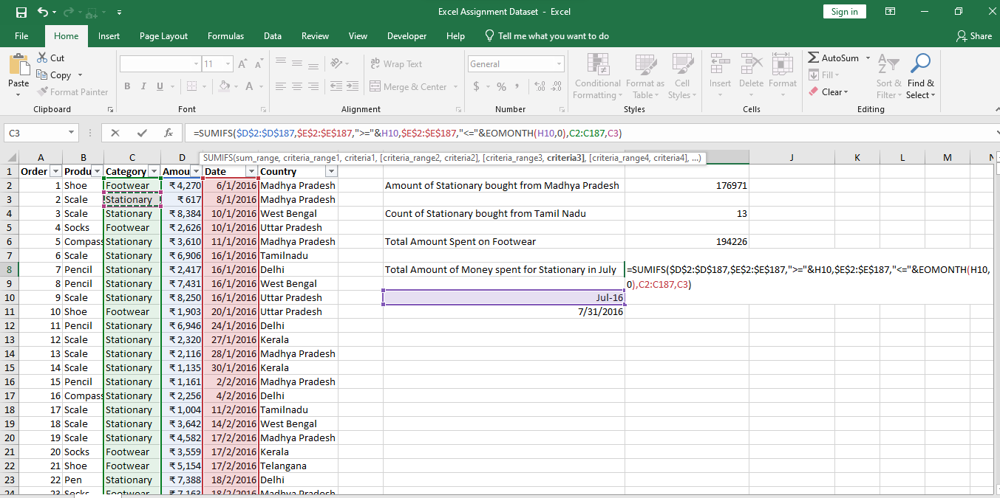 Excel Assignment Dataset - Excel
Sign in
File Home Insert Page Layout Formulas Data Review View Developer Help Tell me what you want to do Share
Cut
Copy
Format Painter
Paste
Clipboard
11
B I U A
Font
ab Wrap Text
Merge & Center
Alignment
General
$ % ,
Number
Conditional Formatting
Format as Table
Cell Styles
Styles
Insert Delete Format
Cells
AutoSum
Fill
Clear
Sort & Filter
Find & Select
Editing
C3 fx =SUMIFS($D$2:$D$187,$E$2:$E$187,">="&H10,$E$2:$E$187,"<="&EOMONTH(H10,0),C2:C187,C3)
SUMIFS(sum_range, criteria_range1, criteria1, [criteria_range2, criteria2], [criteria_range3, criteria3], [criteria_range4, criteria4], ...)
A B C D J K L M N
1 Order Produ Category Amou Date Country
2 1 Shoe Footwear ₹ 4,270 6/1/2016 Madhya Pradesh Amount of Stationary bought from Madhya Pradesh 176971
3 2 Scale Stationary ₹ 617 8/1/2016 Madhya Pradesh
4 3 Scale Stationary ₹ 8,384 10/1/2016 West Bengal Count of Stationary bought from Tamil Nadu 13
5 4 Socks Footwear ₹ 2,626 10/1/2016 Uttar Pradesh
6 5 Compass Stationary ₹ 3,610 11/1/2016 Madhya Pradesh Total Amount Spent on Footwear 194226
7 6 Scale Stationary ₹ 6,906 16/1/2016 Tamilnadu
8 7 Pencil Stationary ₹ 2,417 16/1/2016 Delhi Total Amount of Money spent for Stationary in July =SUMIFS($D$2:$D$187,$E$2:$E$187,">="&H10,$E$2:$E$187,"<="&EOMONTH(H10,
9 8 Pencil Stationary ₹ 7,431 16/1/2016 West Bengal 0),C2:C187,C3)
10 9 Scale Stationary ₹ 8,250 16/1/2016 Uttar Pradesh Jul-16
11 10 Shoe Footwear ₹ 1,903 20/1/2016 Uttar Pradesh 7/31/2016
12 11 Pencil Stationary ₹ 6,946 24/1/2016 Delhi
13 12 Scale Stationary ₹ 2,320 27/1/2016 Kerala
14 13 Scale Stationary ₹ 2,116 28/1/2016 Madhya Pradesh
15 14 Scale Stationary ₹ 1,135 30/1/2016 Kerala
16 15 Pencil Stationary ₹ 1,161 2/2/2016 Madhya Pradesh
17 16 Compass Stationary ₹ 2,256 4/2/2016 Delhi
18 17 Scale Stationary ₹ 1,004 11/2/2016 Tamilnadu
19 18 Scale Stationary ₹ 3,642 14/2/2016 West Bengal
20 19 Scale Stationary ₹ 4,582 17/2/2016 Madhya Pradesh
21 20 Socks Footwear ₹ 3,559 17/2/2016 Kerala
22 21 Shoe Footwear ₹ 5,154 17/2/2016 Telangana
23 22 Pen Stationary ₹ 7,388 18/2/2016 Delhi
24 23 Socks Footwear ₹ 7,163 18/2/2016 Madhya Pradesh